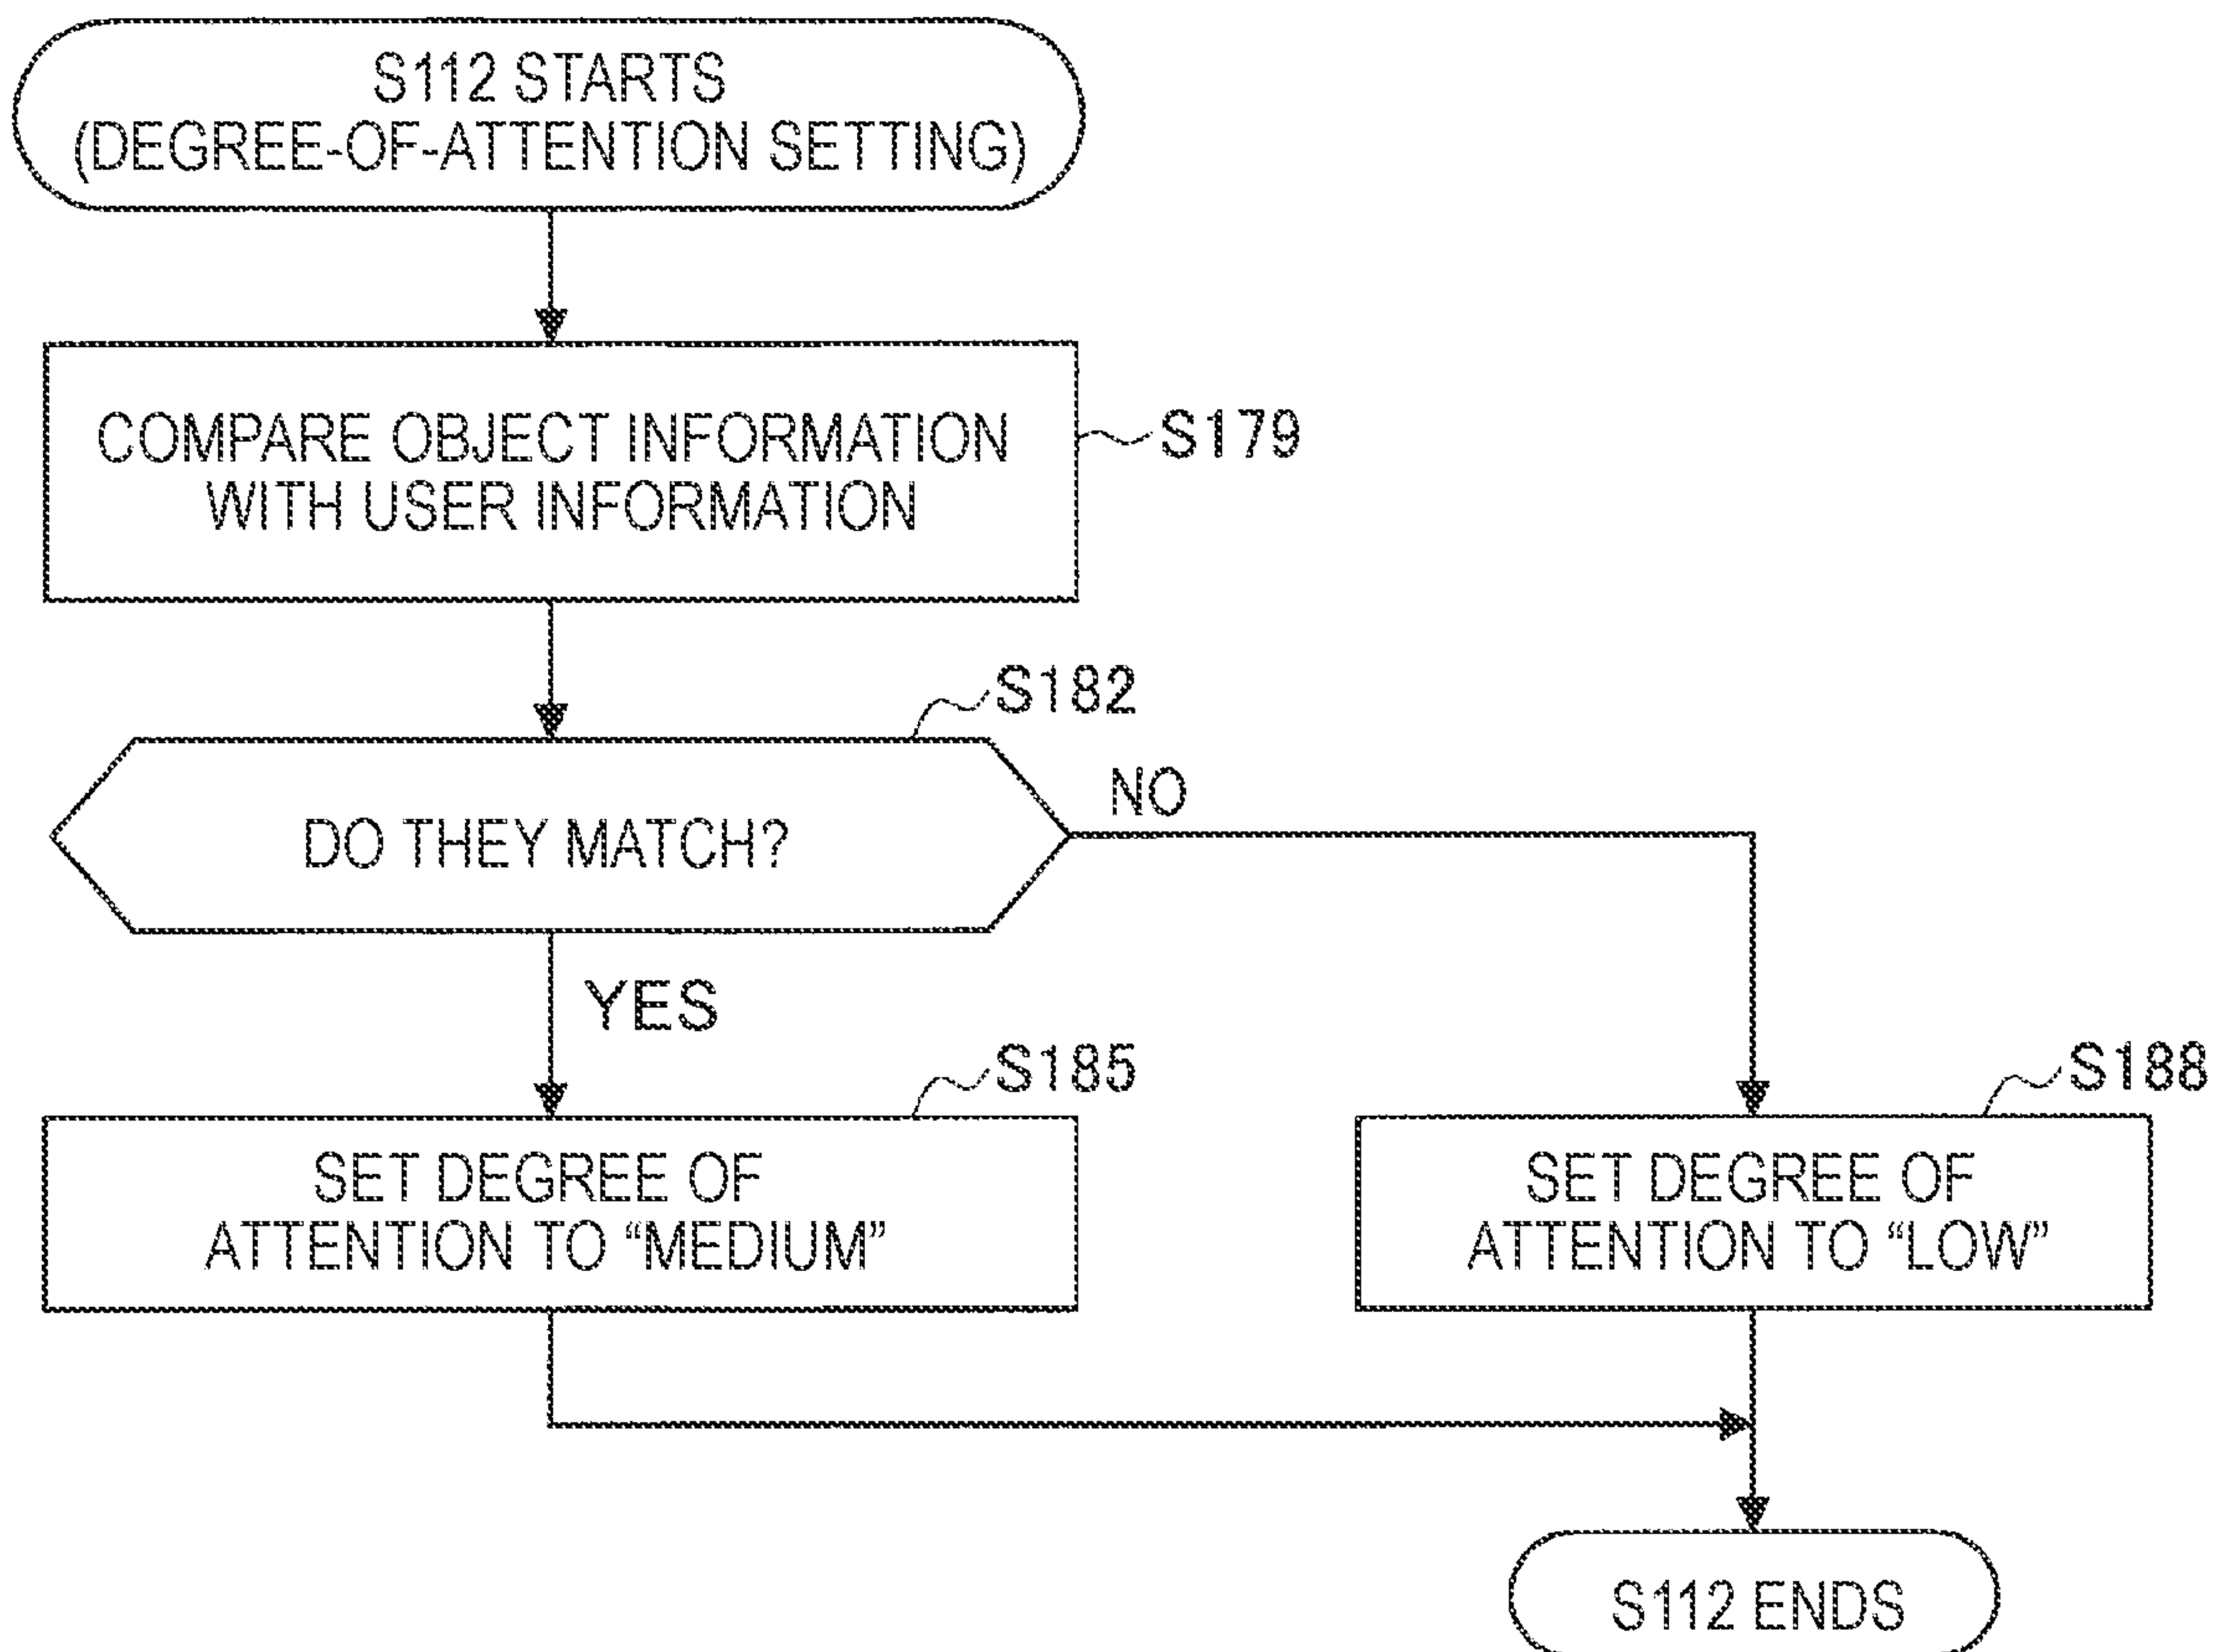 S112 STARTS
(DEGREE-OF-ATTENTION SETTING)
COMPARE OBJECT INFORMATION
WITH USER INFORMATION
S179
S182
DO THEY MATCH?
NO
YES
S185
SET DEGREE OF
ATTENTION TO “MEDIUM”
S188
SET DEGREE OF
ATTENTION TO “LOW”
S112 ENDS